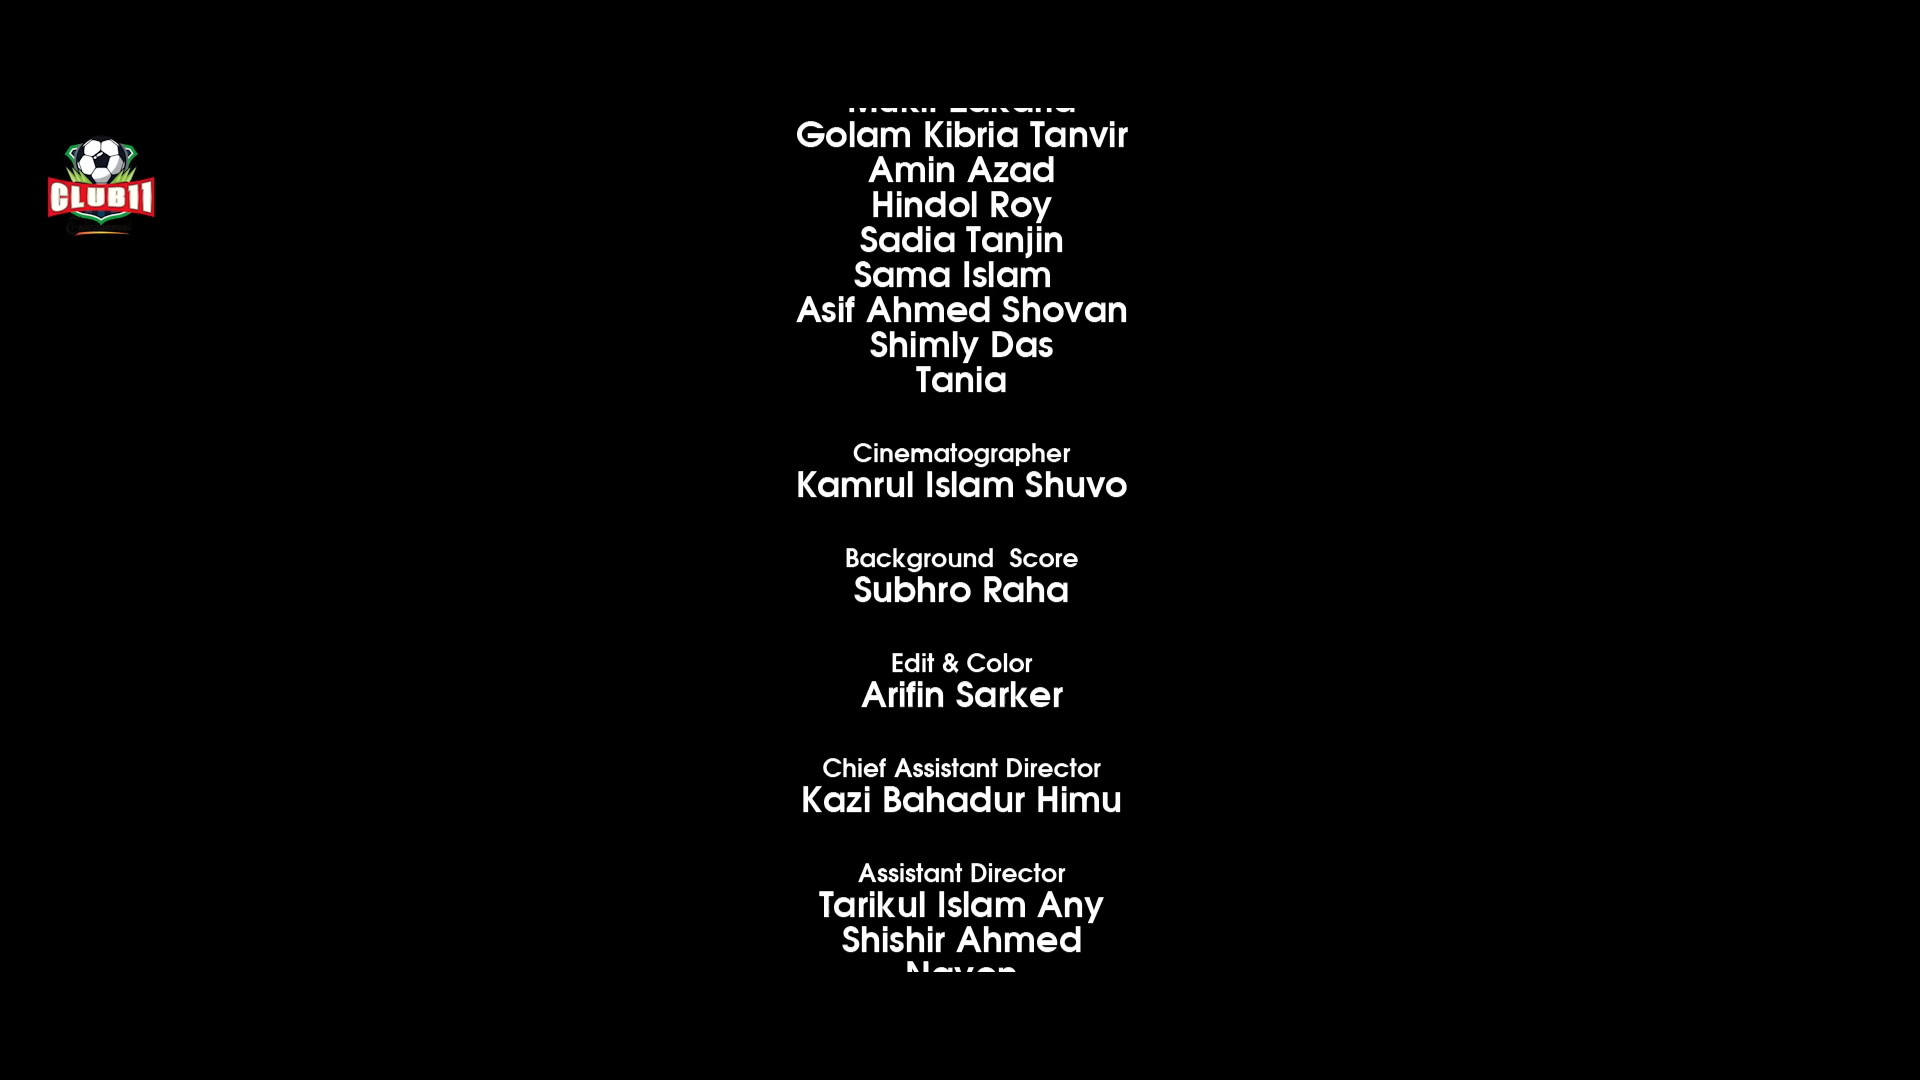 CLUB11
Golam Kibria Tanvir
Amin Azad
Hindol Roy
Sadia Tanjin
Sama Islam
Asif Ahmed Shovan
Shimly Das
Tania
Cinematographer
Kamrul Islam Shuvo
Background  Score
Subhro Raha
Edit & Color
Arifin Sarker
Chief Assistant Director
Kazi Bahadur Himu
Assistant Director
Tarikul Islam Any
Shishir Ahmed